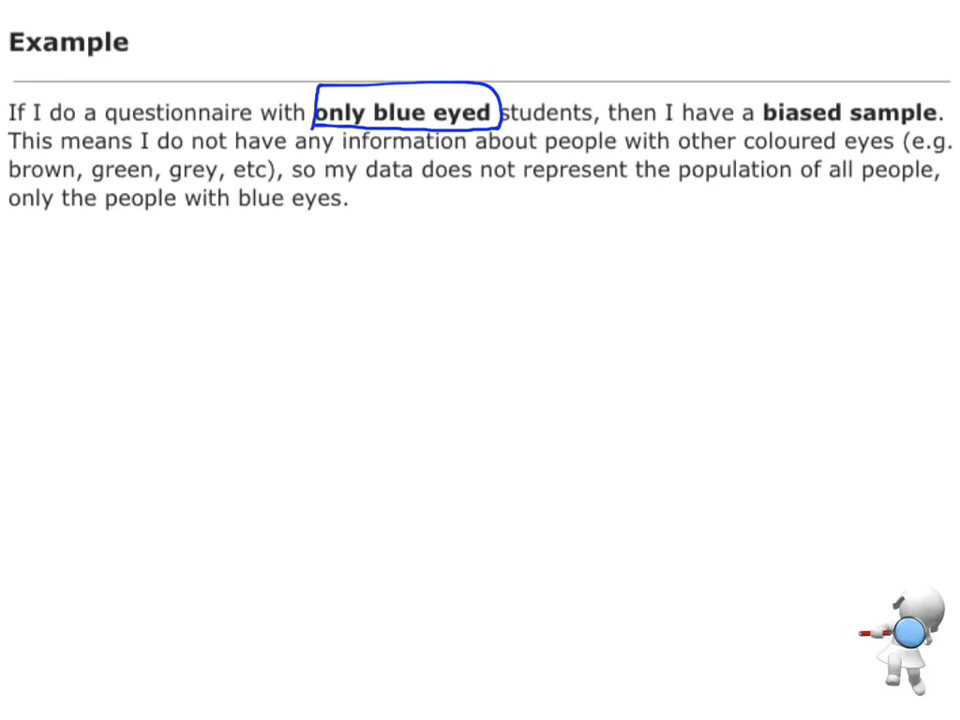 Example
If I do a questionnaire with only blue eyed students, then I have a biased sample.
This means I do not have any information about people with other coloured eyes (e.g.
brown, green, grey, etc), so my data does not represent the population of all people,
only the people with blue eyes.